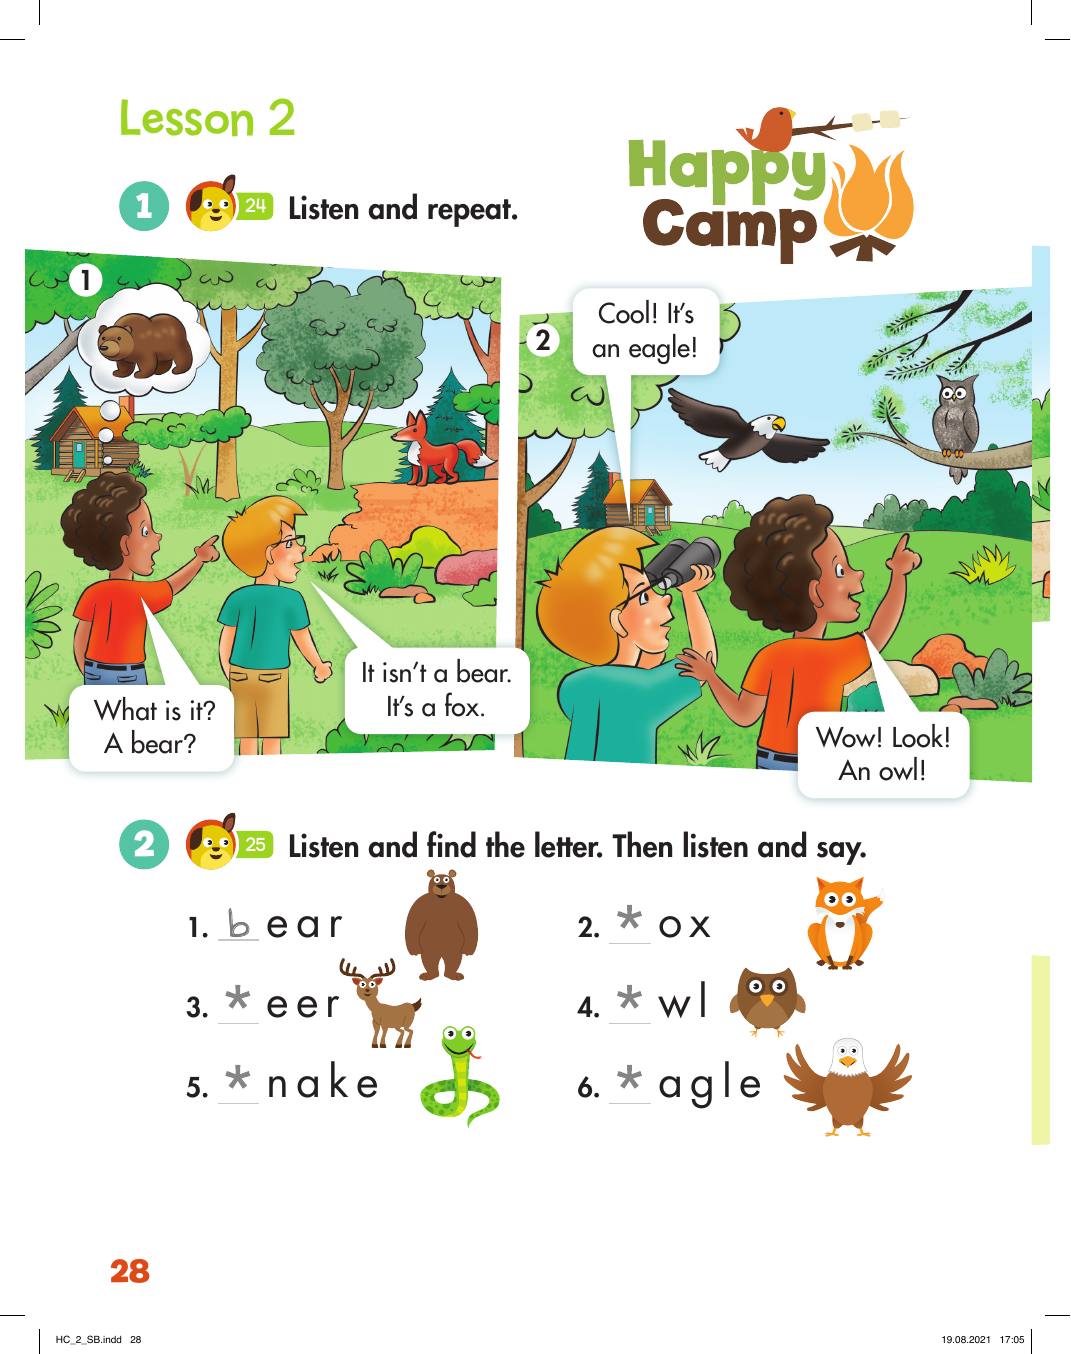 Lesson 2
Happy
Camp
1 24 Listen and repeat.
1
What is it?
A bear?
It isn't a bear.
It's a fox.
2
Cool! It's
an eagle!
Wow! Look!
An owl!
2 25 Listen and find the letter. Then listen and say.
1. b ear
2. * ox
3. * eer
4. * wl
5. * nake
6. * agle
28
HC_2_SB.indd 28
19.08.2021 17:05